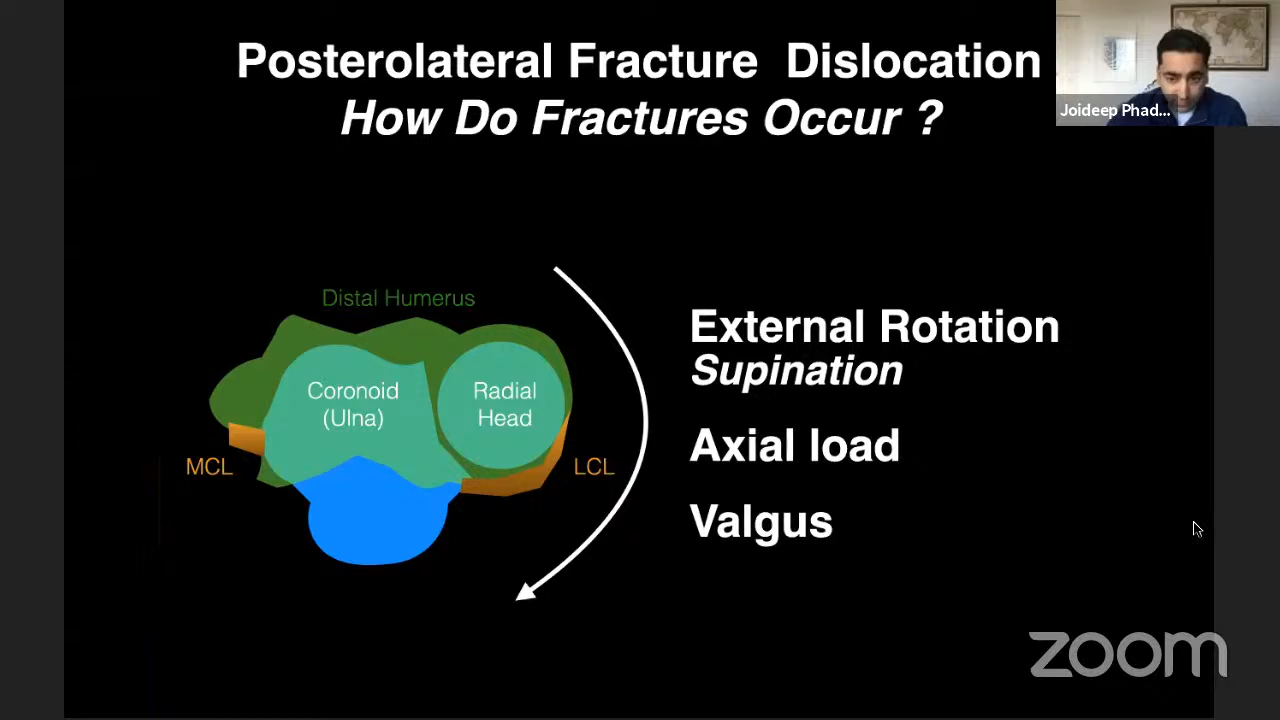 Posterolateral Fracture Dislocation
How Do Fractures Occur ?
Joideep Phad...
Distal Humerus
Coronoid
(Ulna)
Radial
Head
MCL
LCL
External Rotation
Supination
Axial load
Valgus
zoom